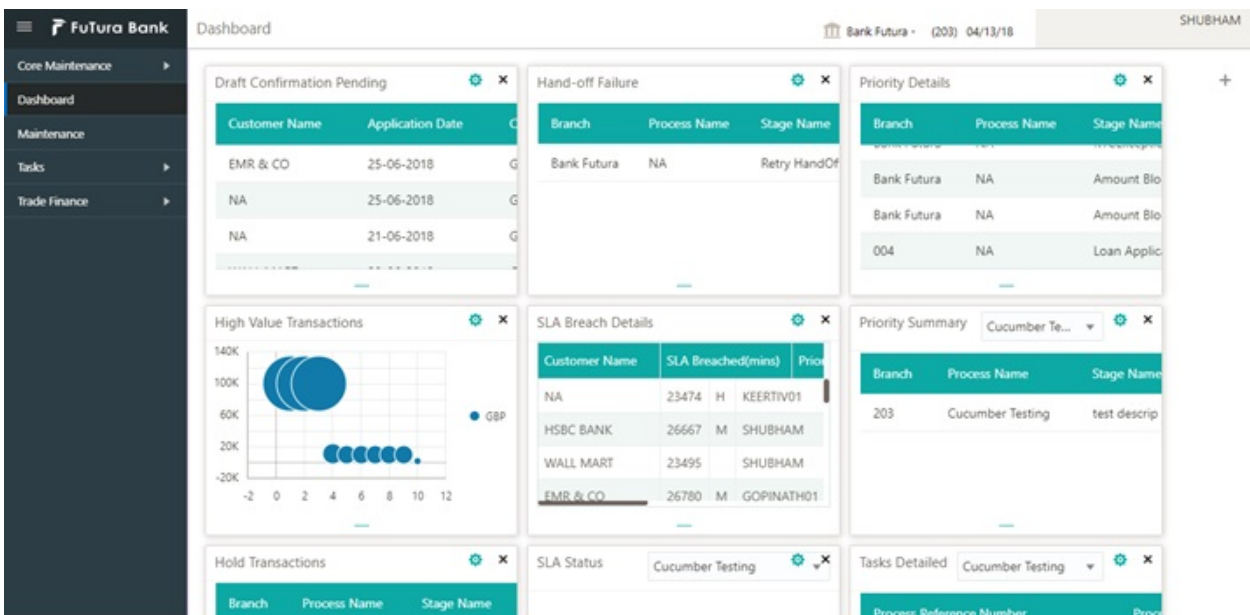 FuTura Bank
Dashboard
Bank Futura - (203) 04/13/18
SHUBHAM
Core Maintenance
Dashboard
Maintenance
Tasks
Trade Finance
Draft Confirmation Pending
Customer Name Application Date
EMR & CO 25-06-2018 G
NA 25-06-2018 G
NA 21-06-2018 G
Hand-off Failure
Branch Process Name Stage Name
Bank Futura NA Retry HandOf
Priority Details
Branch Process Name Stage Name
Bank Futura NA Amount Blo
Bank Futura NA Amount Blo
004 NA Loan Applic
High Value Transactions
140K
100K
60K
20K
-20K
-2 0 2 4 6 8 10 12
GBP
SLA Breach Details
Customer Name SLA Breached(mins) Prior
NA 23474 H KEERTIV01
HSBC BANK 26667 M SHUBHAM
WALL MART 23495 SHUBHAM
EMR & CO 26780 M GOPINATH01
Priority Summary Cucumber Te...
Branch Process Name Stage Name
203 Cucumber Testing test descrip
Hold Transactions
Branch Process Name Stage Name
SLA Status Cucumber Testing
Tasks Detailed Cucumber Testing
Process Reference Number Proce